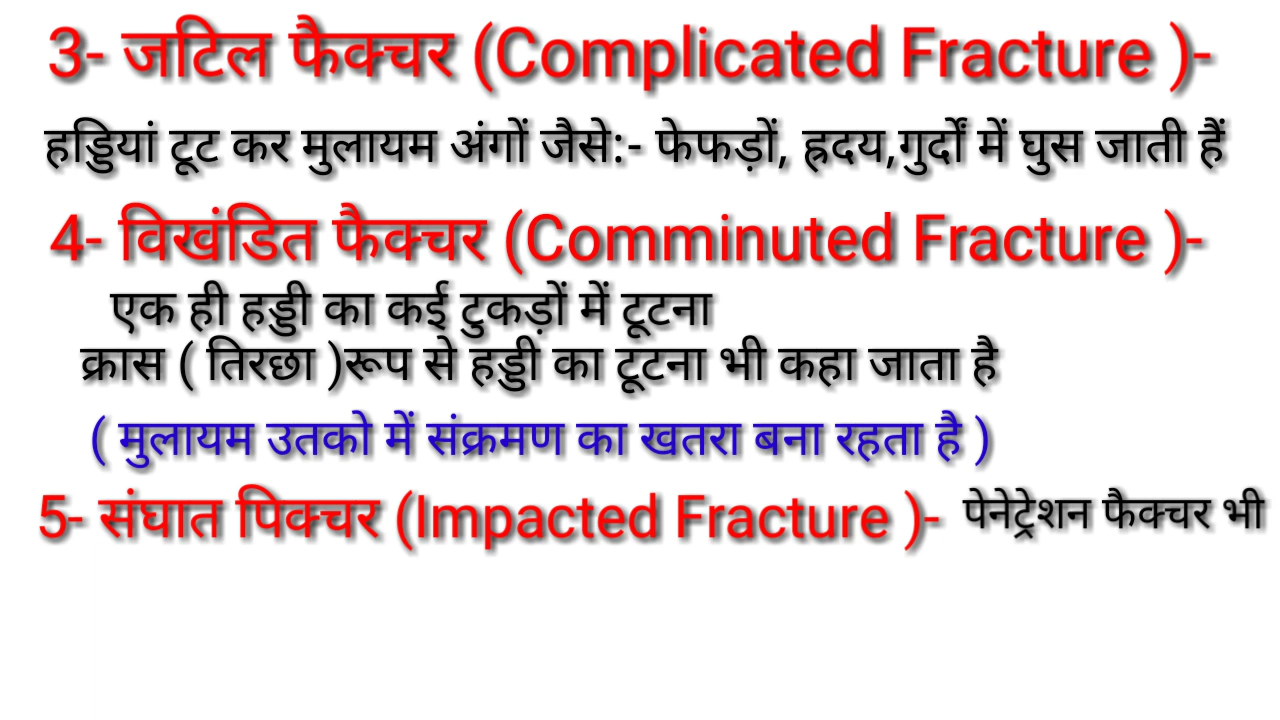 3- जटिल फैक्चर (Complicated Fracture )-
हड्डियां टूट कर मुलायम अंगों जैसे:- फेफड़ों, ह्रदय,गुर्दों में घुस जाती हैं
4- विखंडित फैक्चर (Comminuted Fracture )-
एक ही हड्डी का कई टुकड़ों में टूटना
क्रास ( तिरछा )रूप से हड्डी का टूटना भी कहा जाता है
( मुलायम उतको में संक्रमण का खतरा बना रहता है )
5- संघात पिक्चर (Impacted Fracture )- पेनेट्रेशन फैक्चर भी